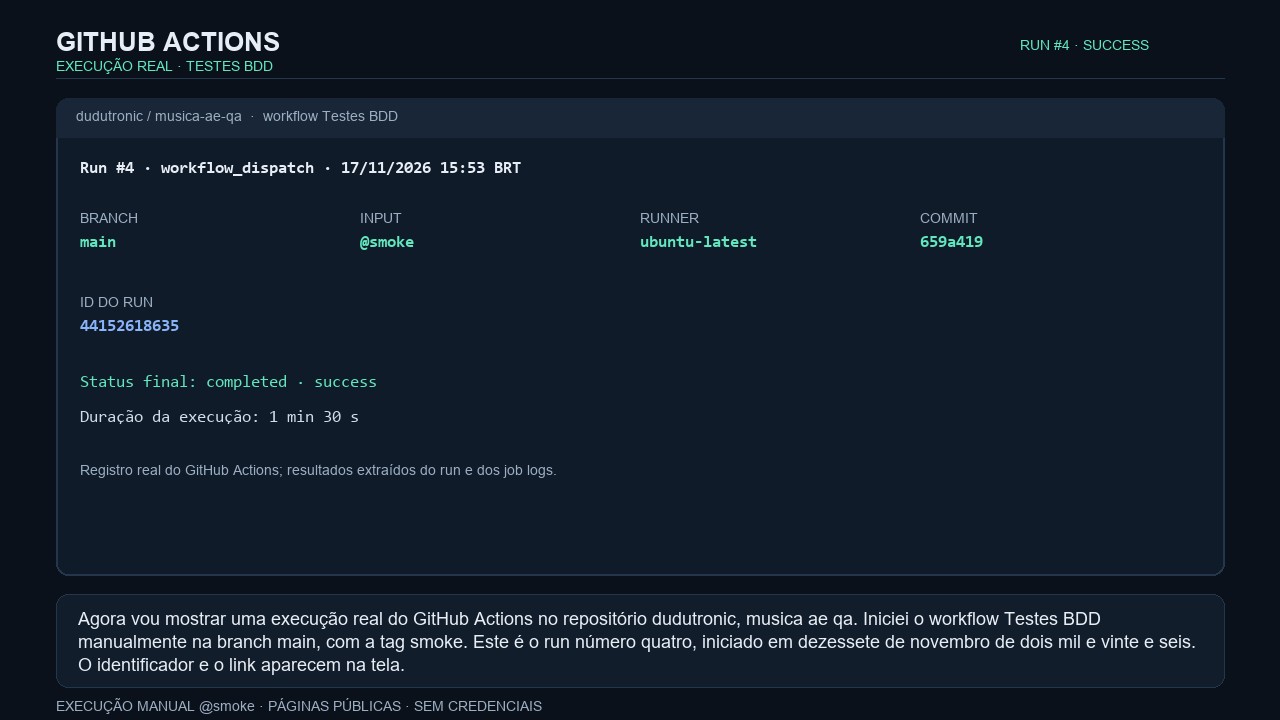 GITHUB ACTIONS
EXECUÇÃO REAL · TESTES BDD
RUN #4 · SUCCESS
dudutronic / musica-ae-qa · workflow Testes BDD
Run #4 · workflow_dispatch · 17/11/2026 15:53 BRT
BRANCH INPUT RUNNER COMMIT
main @smoke ubuntu-latest 659a419
ID DO RUN
44152618635
Status final: completed · success
Duração da execução: 1 min 30 s
Registro real do GitHub Actions; resultados extraídos do run e dos job logs.
Agora vou mostrar uma execução real do GitHub Actions no repositório dudutronic, musica ae qa. Iniciei o workflow Testes BDD
manualmente na branch main, com a tag smoke. Este é o run número quatro, iniciado em dezessete de novembro de dois mil e vinte e seis.
O identificador e o link aparecem na tela.
EXECUÇÃO MANUAL @smoke · PÁGINAS PÚBLICAS · SEM CREDENCIAIS